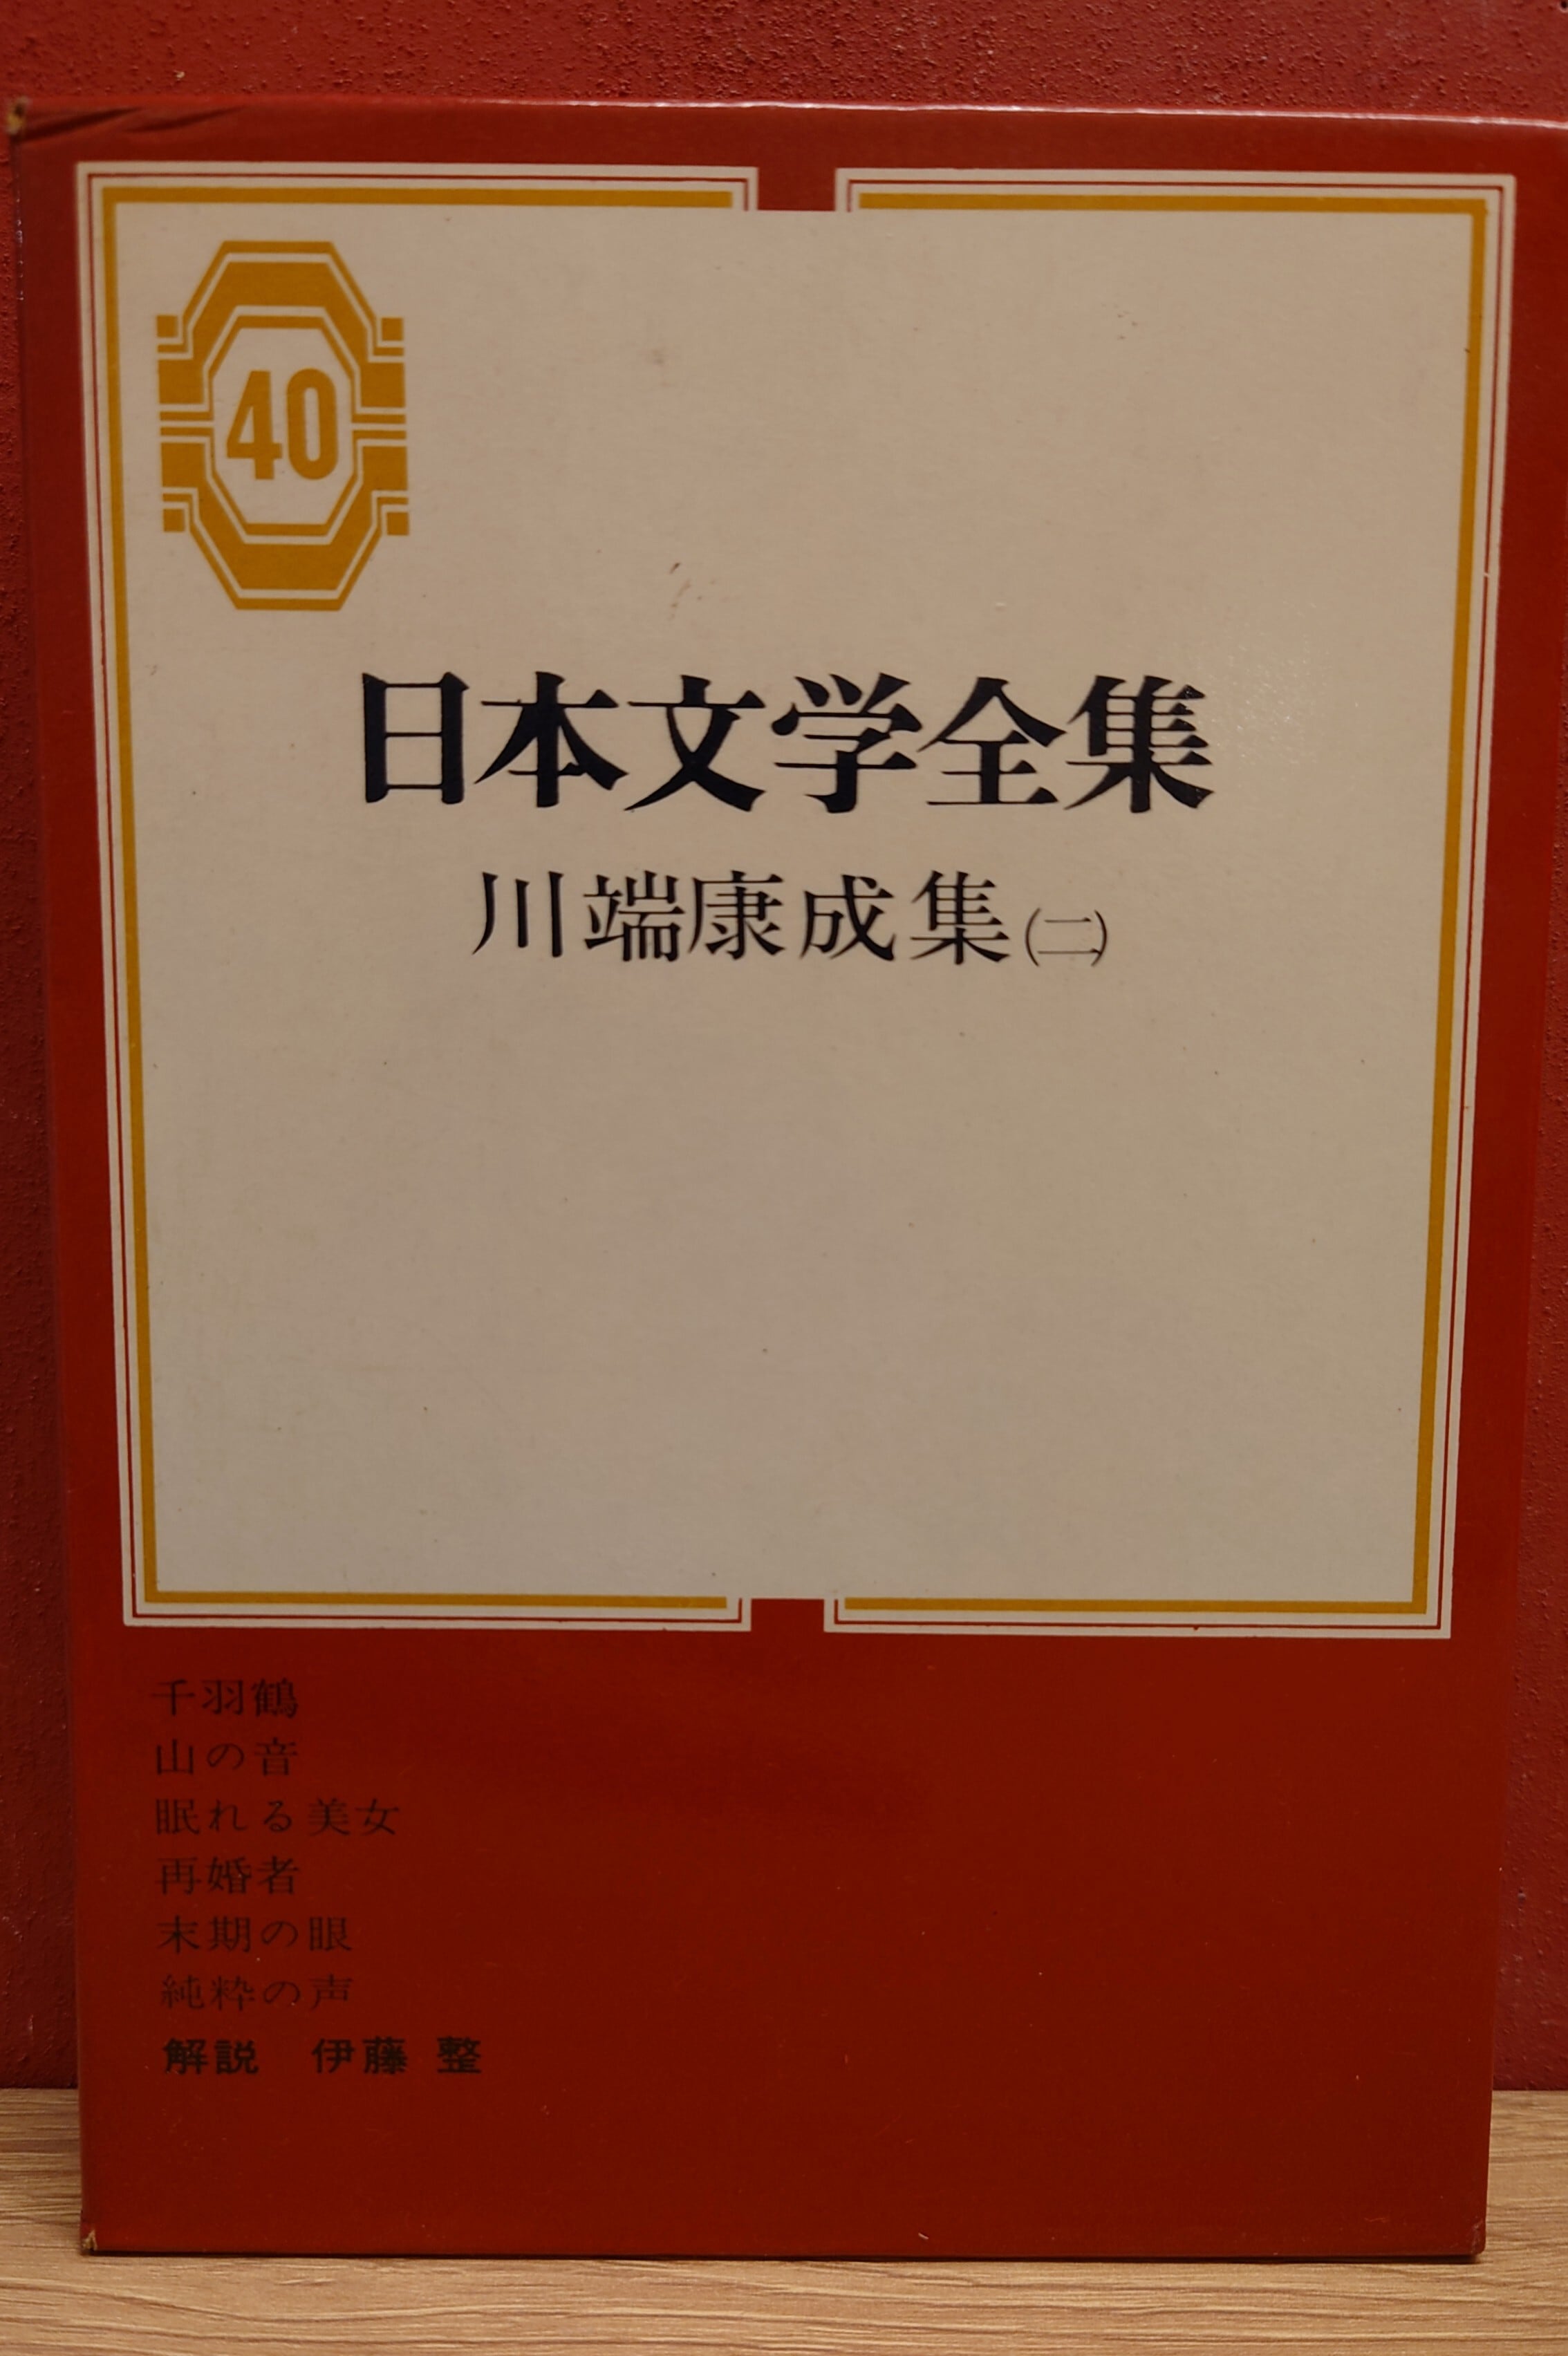 40
日本文学全集
川端康成集(二)
千羽鶴
山の音
眠れる美女
再婚者
末期の眼
純粋の声
解説　伊藤 整